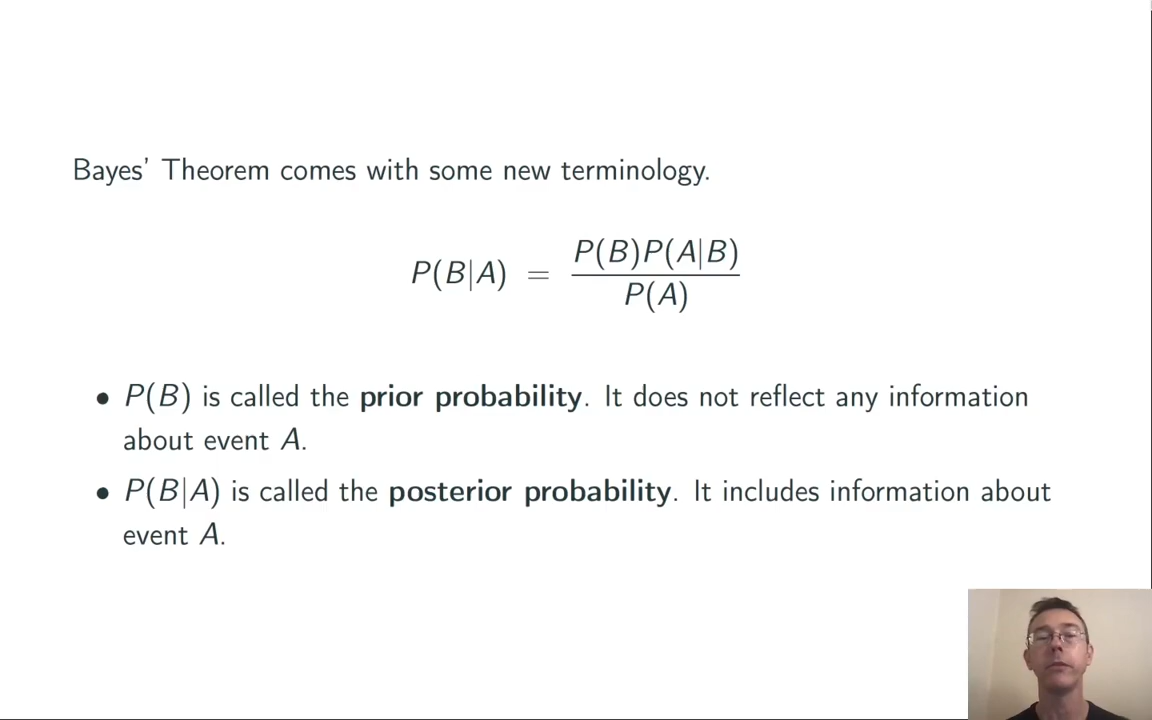 Bayes' Theorem comes with some new terminology.
P(B|A) = P(B)P(A|B) / P(A)
• P(B) is called the prior probability. It does not reflect any information
about event A.
• P(B|A) is called the posterior probability. It includes information about
event A.